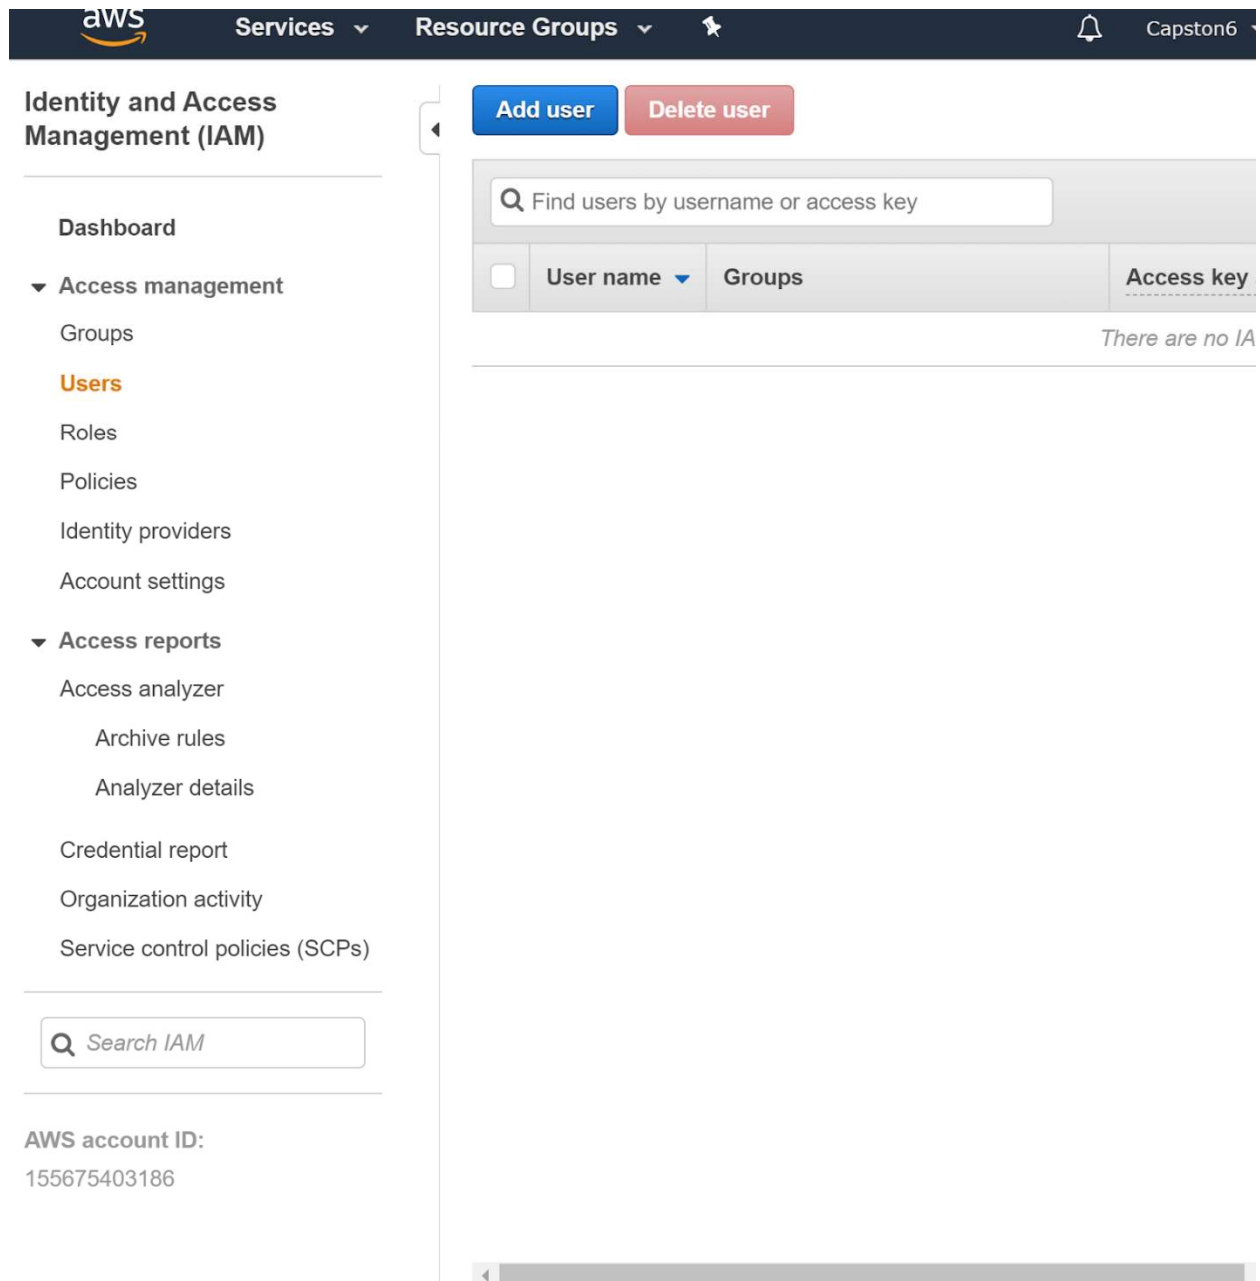 aws Services Resource Groups Capston6
Identity and Access
Management (IAM)
Dashboard
Access management
Groups
Users
Roles
Policies
Identity providers
Account settings
Access reports
Access analyzer
Archive rules
Analyzer details
Credential report
Organization activity
Service control policies (SCPs)
Search IAM
AWS account ID:
155675403186
Add user Delete user
Find users by username or access key
User name Groups Access key
There are no IA